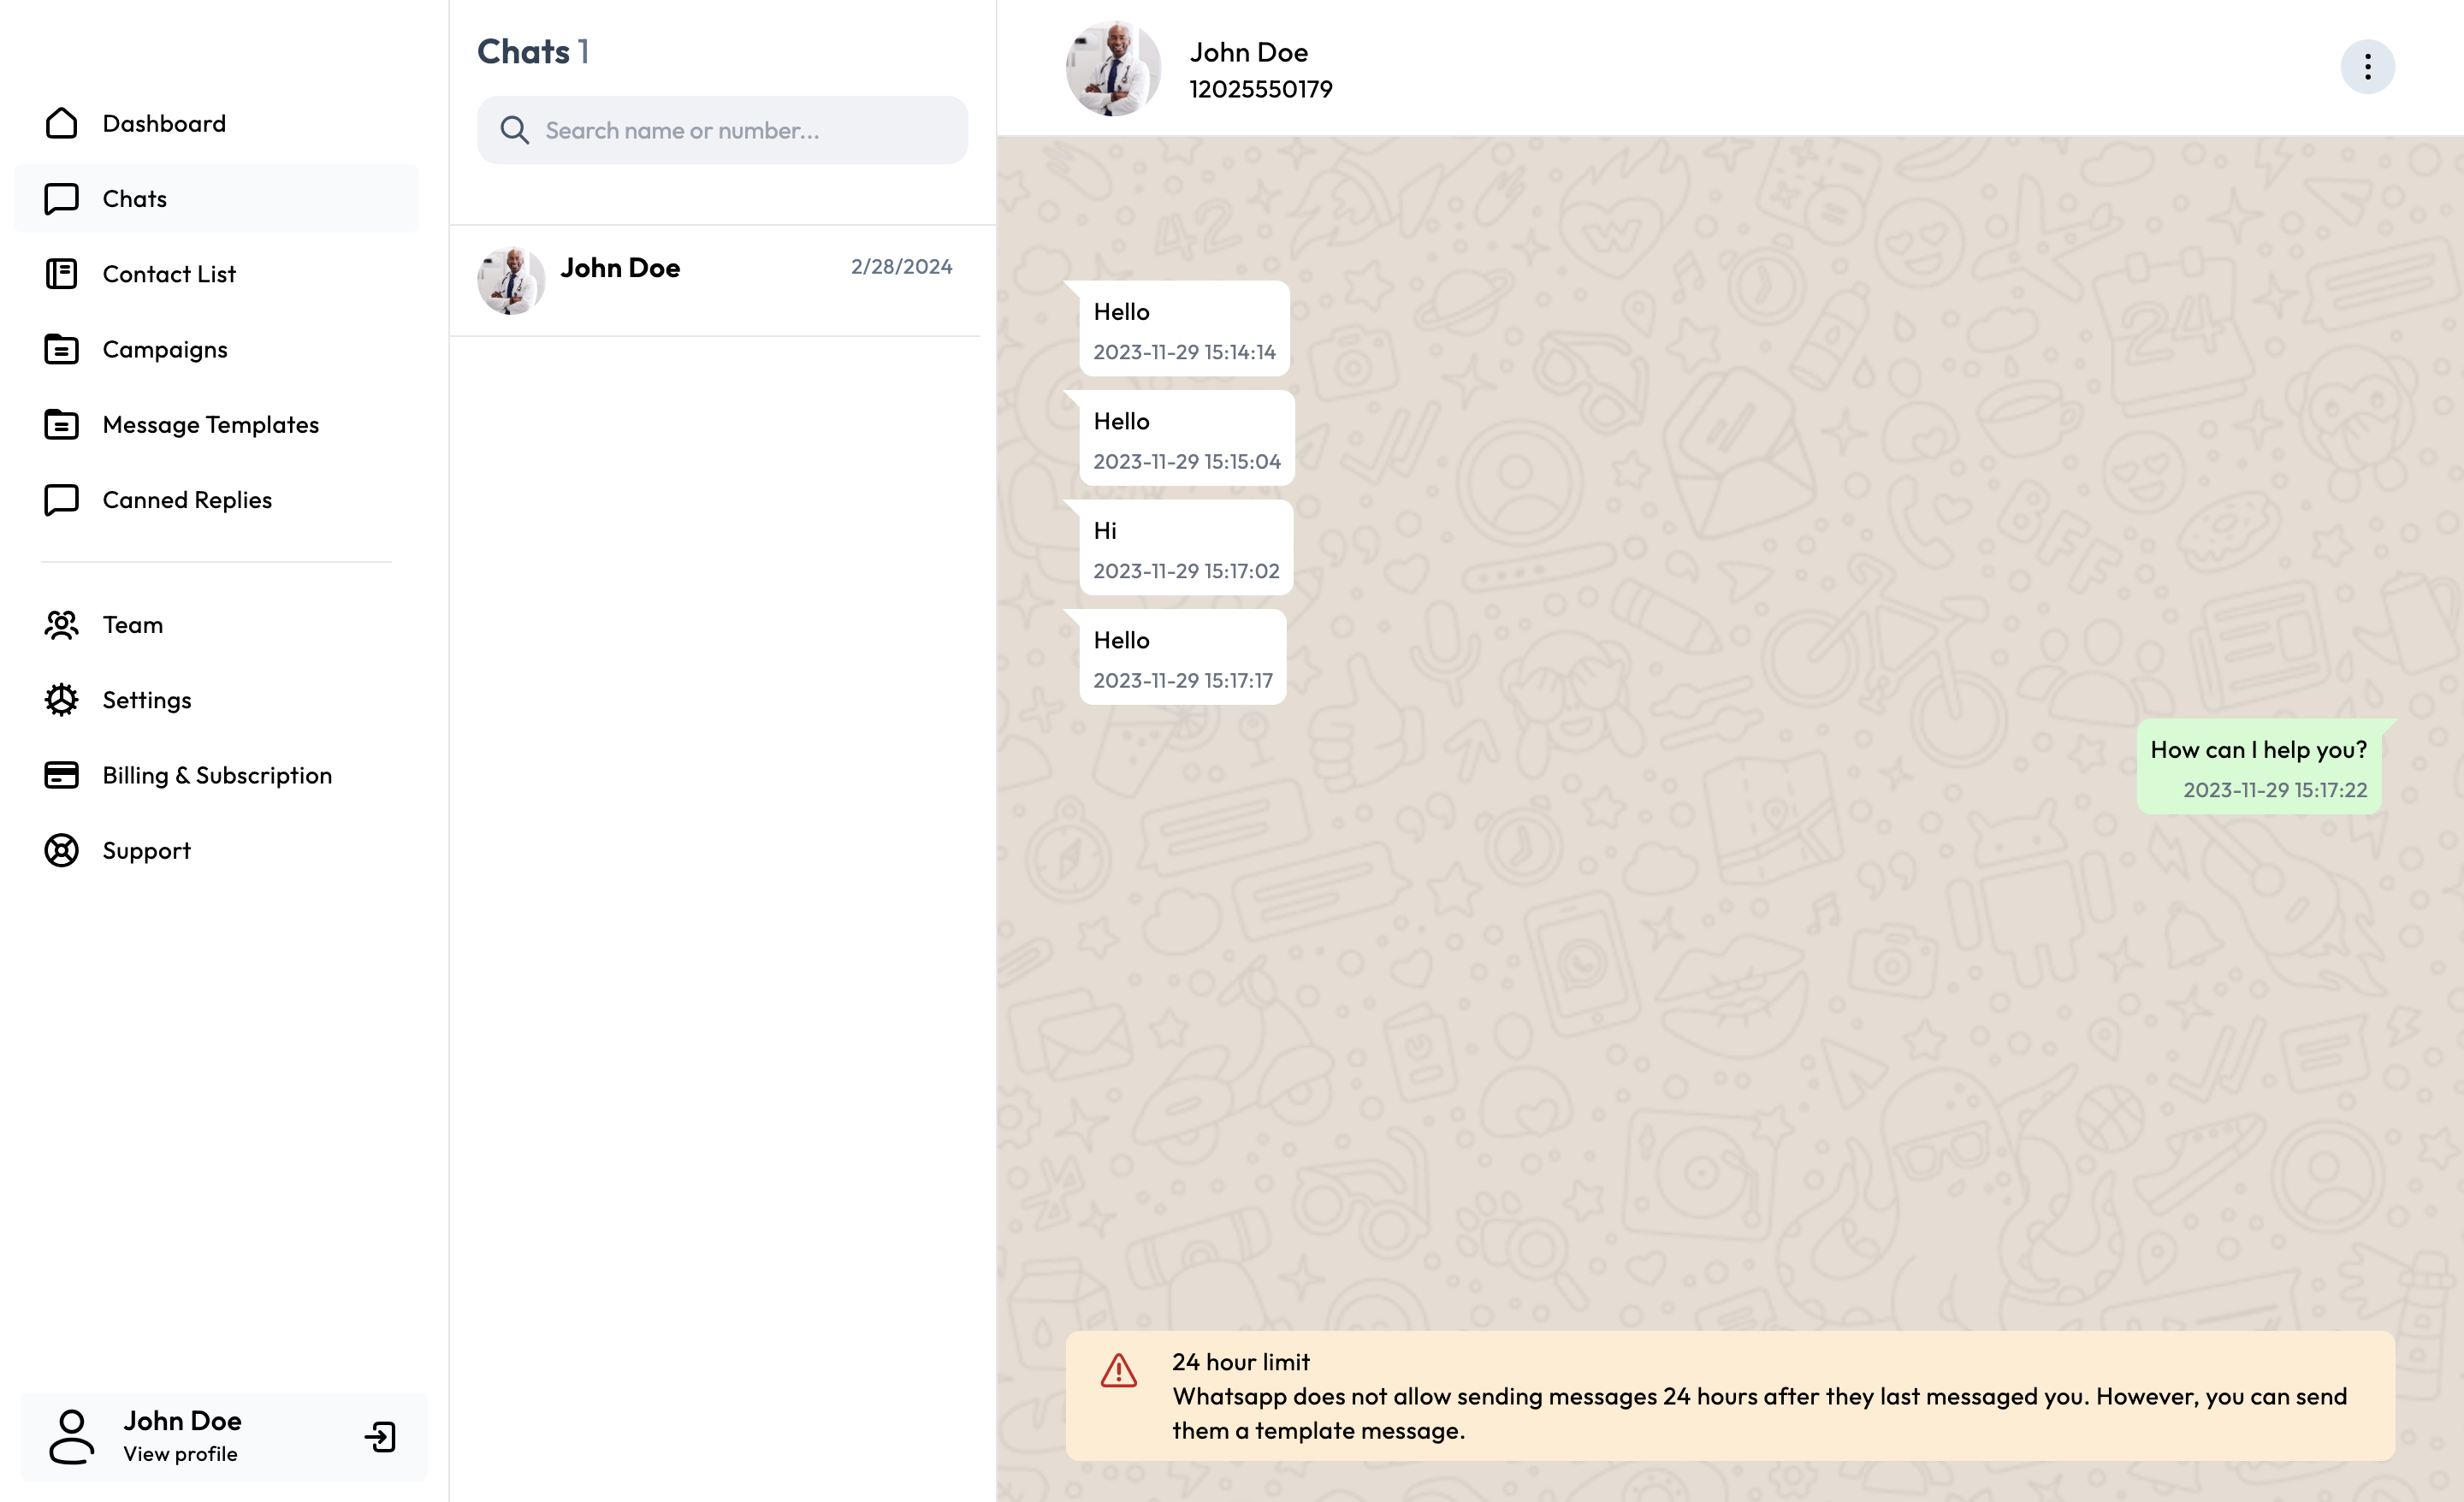 Dashboard
Chats
Contact List
Campaigns
Message Templates
Canned Replies
Team
Settings
Billing & Subscription
Support
John Doe
View profile
Chats 1
Search name or number...
John Doe
2/28/2024
John Doe
12025550179
Hello
2023-11-29 15:14:14
Hello
2023-11-29 15:15:04
Hi
2023-11-29 15:17:02
Hello
2023-11-29 15:17:17
How can I help you?
2023-11-29 15:17:22
24 hour limit
Whatsapp does not allow sending messages 24 hours after they last messaged you. However, you can send
them a template message.
42
W
24
BFF